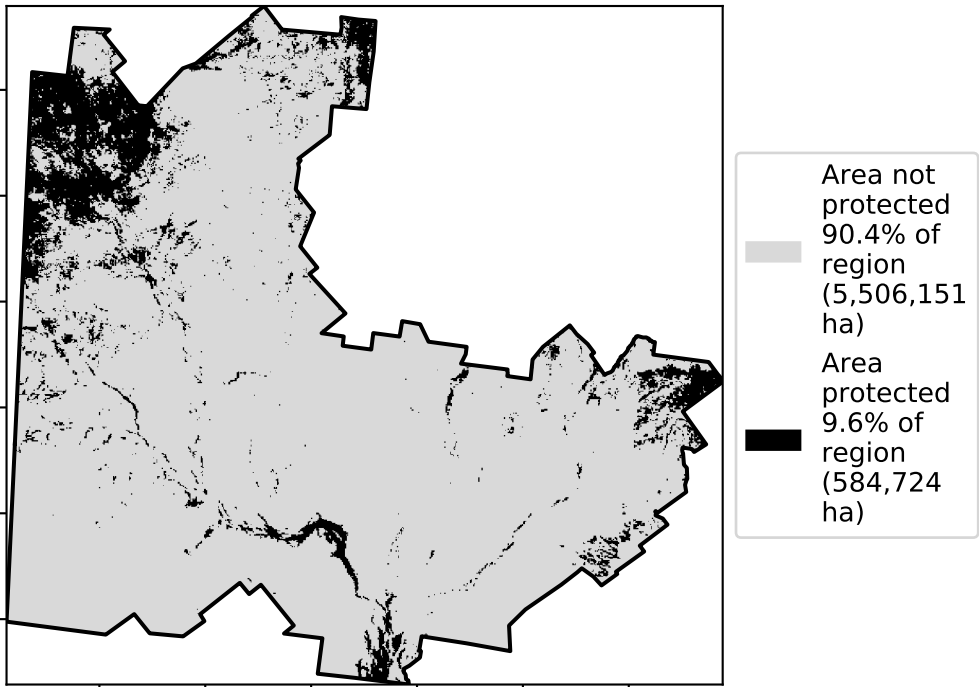 Area not
protected
90.4% of
region
(5,506,151
ha)
Area
protected
9.6% of
region
(584,724
ha)